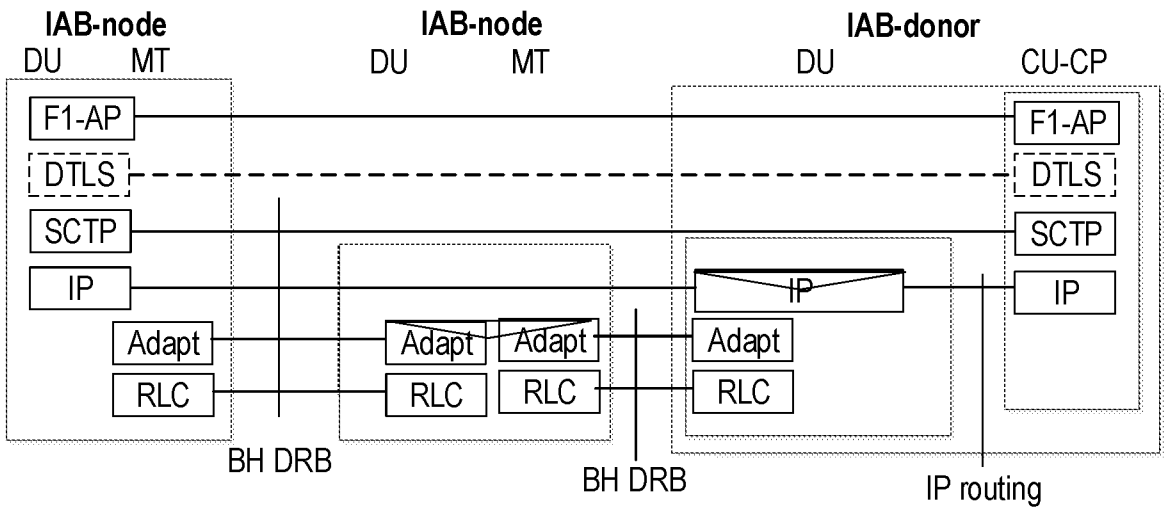 IAB-node IAB-node IAB-donor
DU MT DU MT DU CU-CP
F1-AP F1-AP
DTLS DTLS
SCTP SCTP
IP IP IP
Adapt Adapt Adapt Adapt
RLC RLC RLC RLC
BH DRB BH DRB IP routing